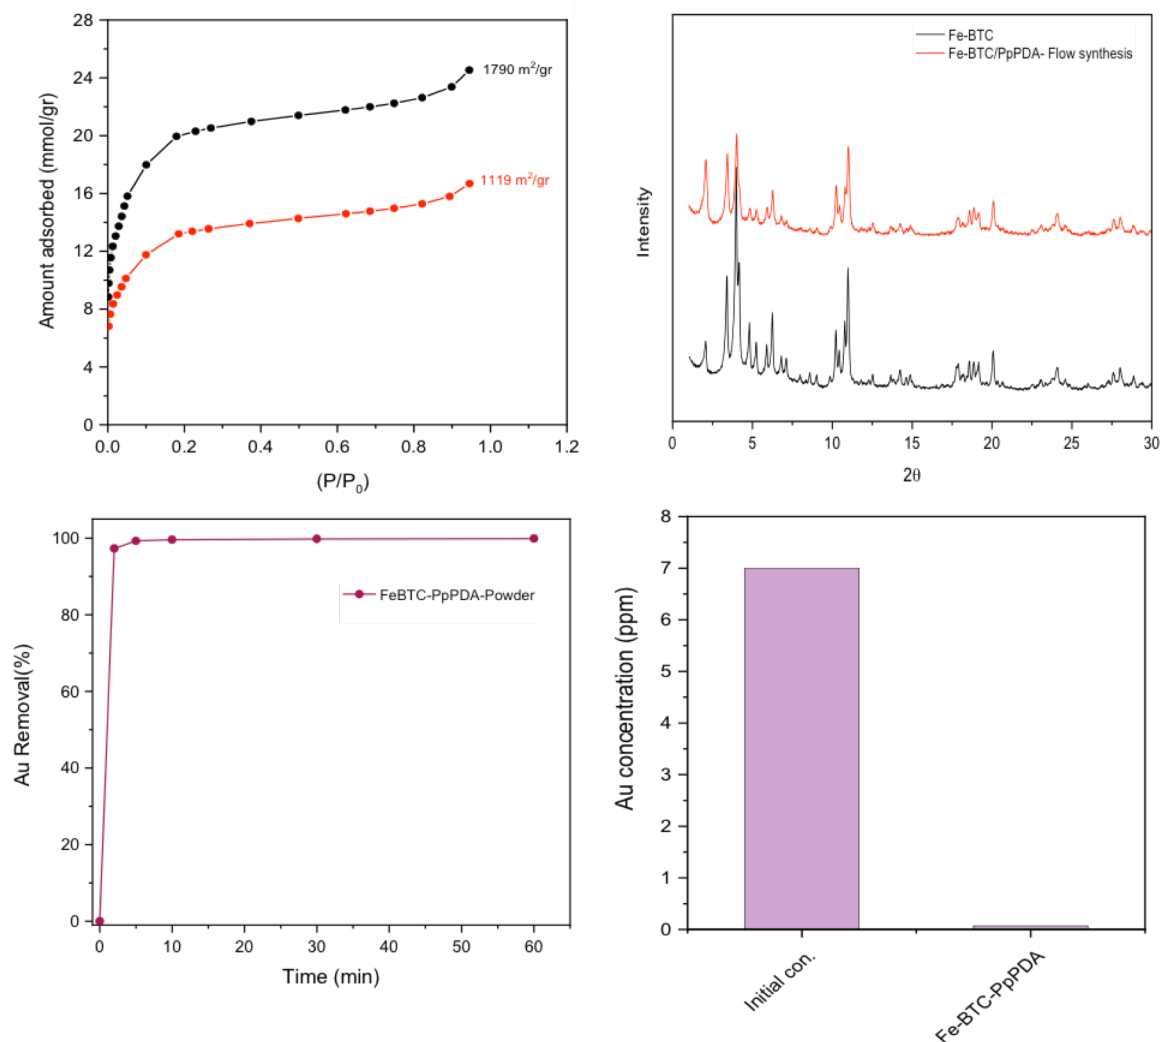 28
24
20
16
12
8
4
0
Amount adsorbed (mmol/gr)
1790 m²/gr
1119 m²/gr
0.0 0.2 0.4 0.6 0.8 1.0 1.2
(P/P₀)
Fe-BTC
Fe-BTC/PpPDA- Flow synthesis
Intensity
0 5 10 15 20 25 30
2θ
100
80
60
40
20
0
Au Removal(%)
FeBTC-PpPDA-Powder
0 10 20 30 40 50 60
Time (min)
8
7
6
5
4
3
2
1
0
Au concentration (ppm)
Initial con.
Fe-BTC-PpPDA